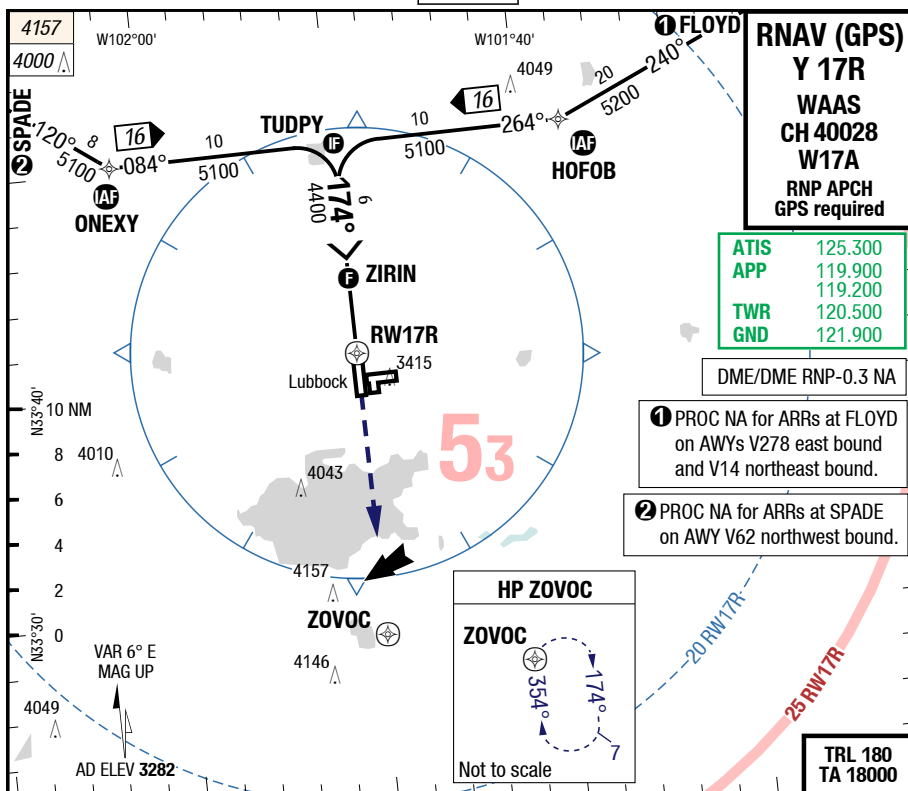 4157
4000
W102°00'
W101°40'
❶ FLOYD
RNAV (GPS)
Y 17R
WAAS
CH 40028
W17A
RNP APCH
GPS required
❷ SPADE
120°
8
5100
16
084°
10
5100
TUDPY
IF
16
10
5100
264°
4049
20
240°
5200
IAF
HOFOB
IAF
ONEXY
174°
6
4400
F ZIRIN
RW17R
3415
Lubbock
ATIS 125.300
APP 119.900
119.200
TWR 120.500
GND 121.900
DME/DME RNP-0.3 NA
❶ PROC NA for ARRs at FLOYD
on AWYs V278 east bound
and V14 northeast bound.
❷ PROC NA for ARRs at SPADE
on AWY V62 northwest bound.
N33°40'
10 NM
8
6
4
2
0
N33°30'
4010
4043
53
4157
ZOVOC
4146
4049
VAR 6° E
MAG UP
AD ELEV 3282
HP ZOVOC
ZOVOC
354°
174°
7
Not to scale
20 RW17R
25 RW17R
TRL 180
TA 18000